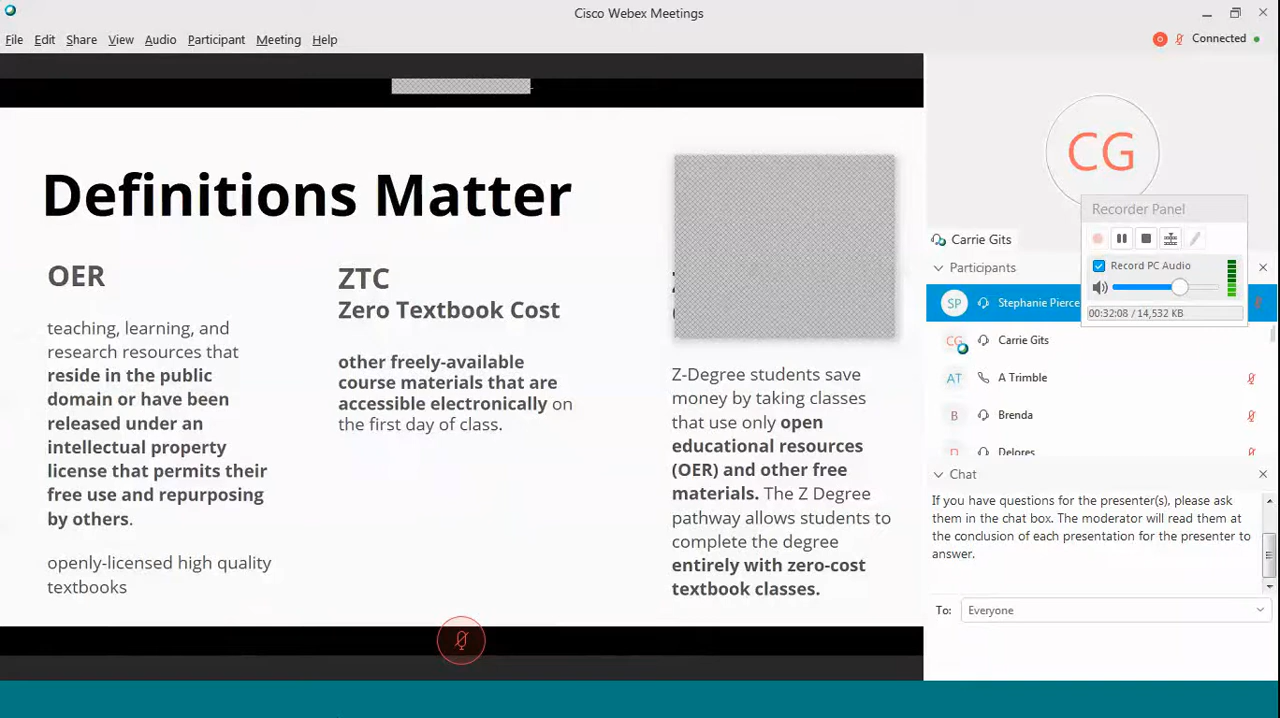 Cisco Webex Meetings
File Edit Share View Audio Participant Meeting Help
Connected
Definitions Matter
OER
teaching, learning, and
research resources that
reside in the public
domain or have been
released under an
intellectual property
license that permits their
free use and repurposing
by others.
openly-licensed high quality
textbooks
ZTC
Zero Textbook Cost
other freely-available
course materials that are
accessible electronically on
the first day of class.
Z-Degree students save
money by taking classes
that use only open
educational resources
(OER) and other free
materials. The Z Degree
pathway allows students to
complete the degree
entirely with zero-cost
textbook classes.
CG
Carrie Gits
Recorder Panel
Record PC Audio
00:32:08 / 14,532 KB
Participants
SP Stephanie Pierce
CG Carrie Gits
AT A Trimble
B Brenda
D Delores
Chat
If you have questions for the presenter(s), please ask
them in the chat box. The moderator will read them at
the conclusion of each presentation for the presenter to
answer.
To: Everyone